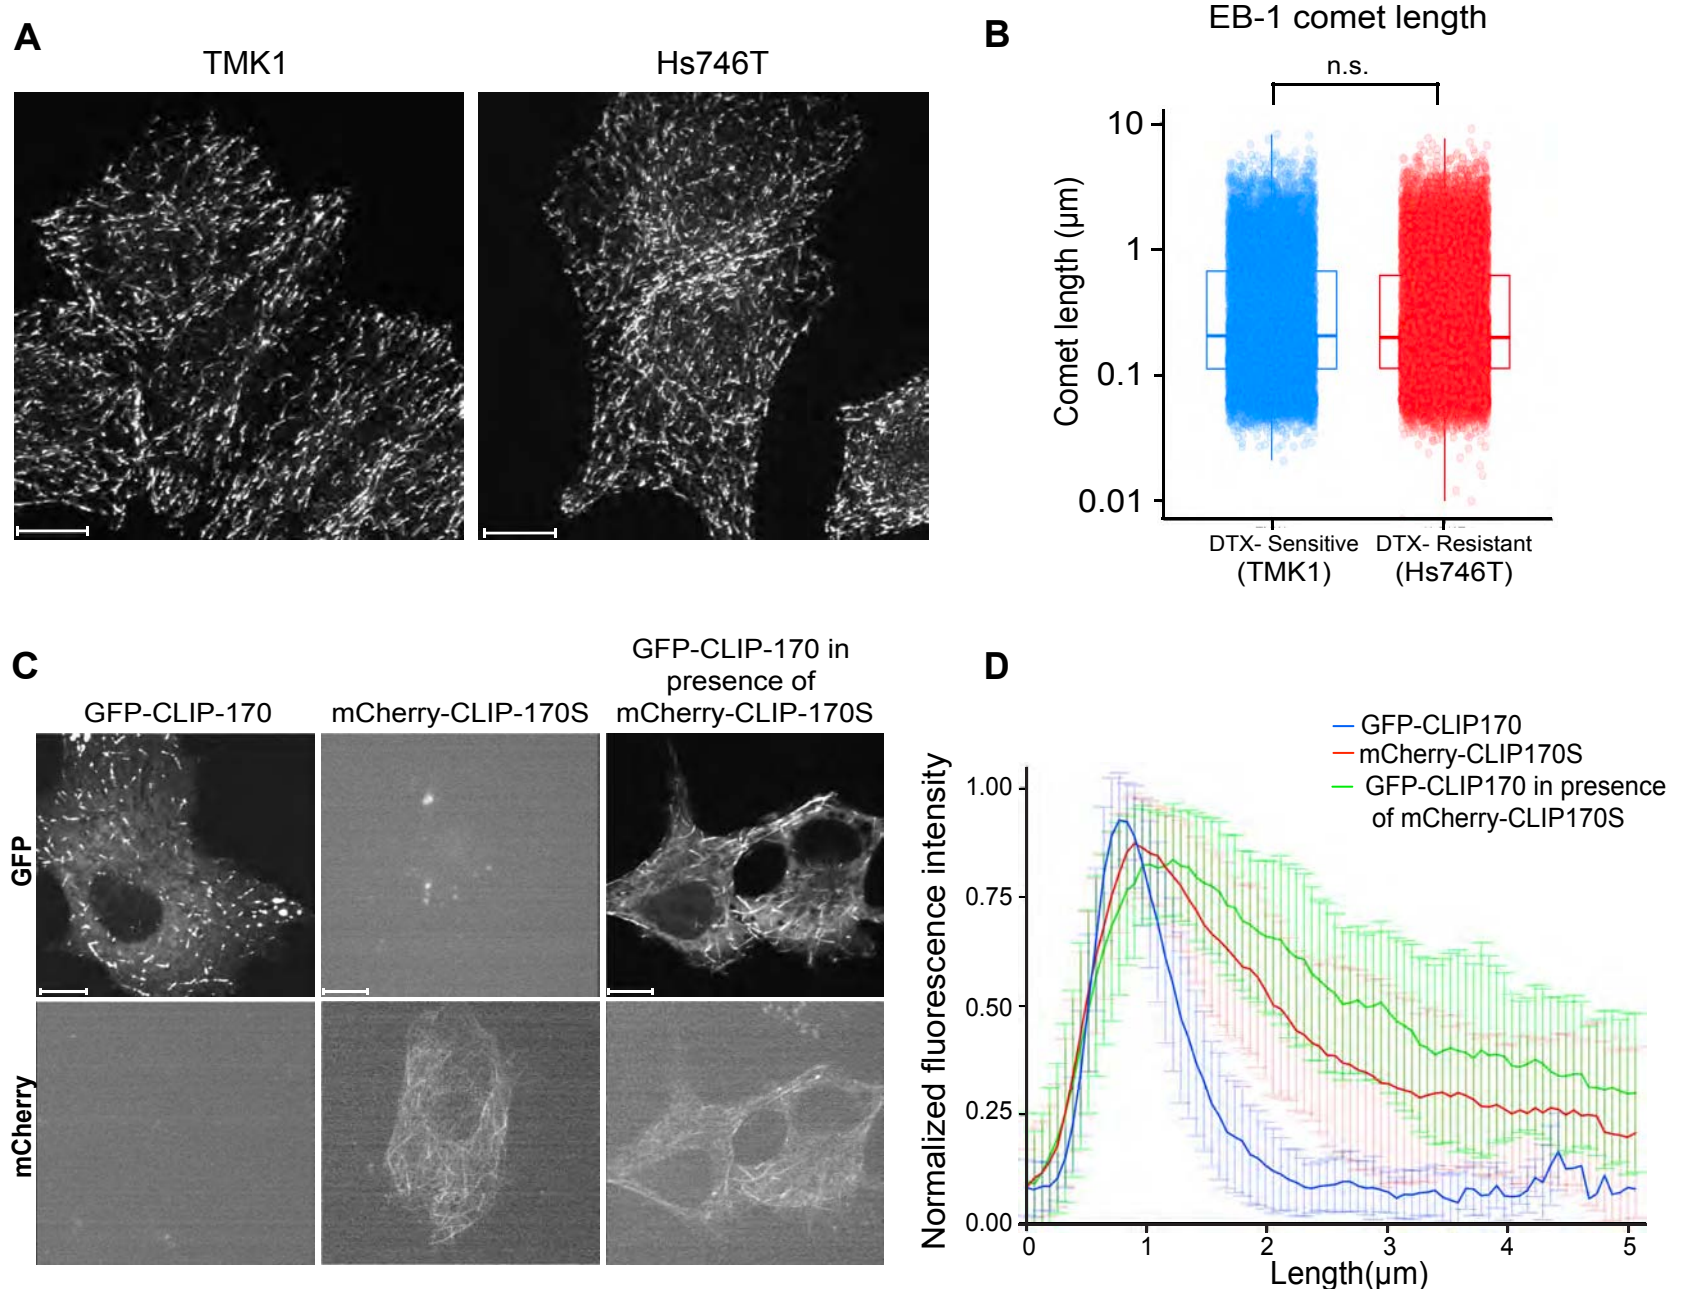 A
TMK1
Hs746T
B
EB-1 comet length
n.s.
Comet length (μm)
10
1
0.1
0.01
DTX- Sensitive
(TMK1)
DTX- Resistant
(Hs746T)
C
GFP-CLIP-170
mCherry-CLIP-170S
GFP-CLIP-170 in
presence of
mCherry-CLIP-170S
GFP
mCherry
D
GFP-CLIP170
mCherry-CLIP170S
GFP-CLIP170 in presence
of mCherry-CLIP170S
Normalized fluorescence intensity
1.00
0.75
0.50
0.25
0.00
0 1 2 3 4 5
Length(μm)